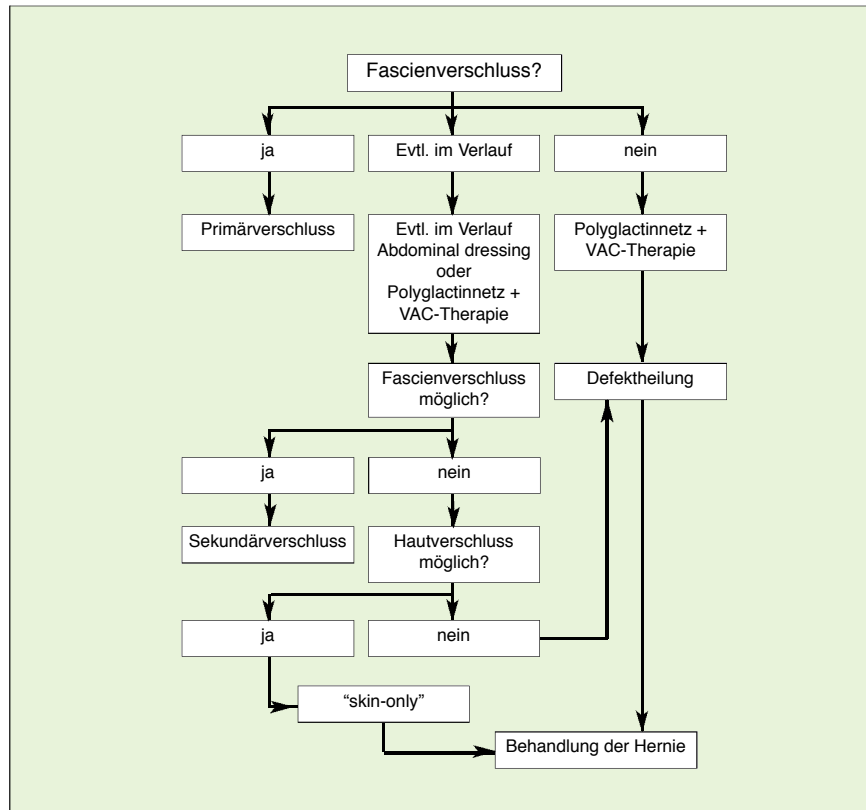 Fascienverschluss?
ja
Evtl. im Verlauf
nein
Primärverschluss
Evtl. im Verlauf
Abdominal dressing
oder
Polyglactinnetz +
VAC-Therapie
Polyglactinnetz +
VAC-Therapie
Fascienverschluss
möglich?
Defektheilung
ja
nein
Sekundärverschluss
Hautverschluss
möglich?
ja
nein
“skin-only”
Behandlung der Hernie